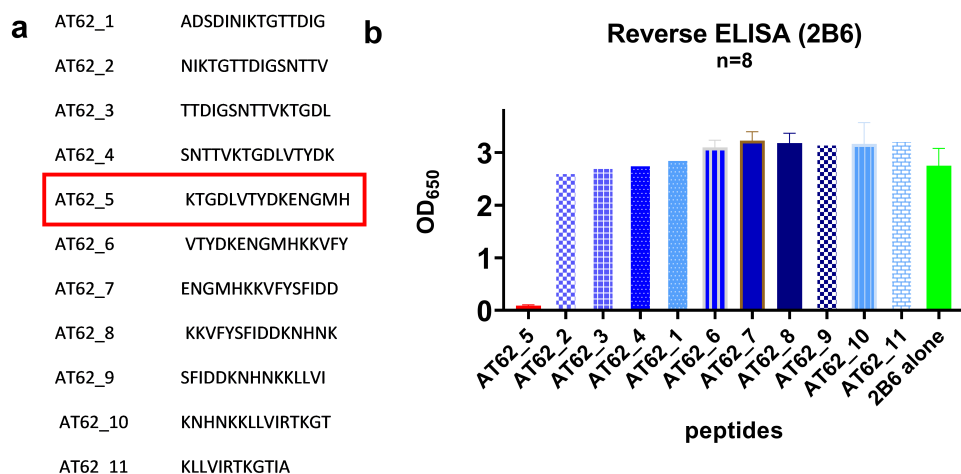 a
AT62_1 ADSDINIKTGTTDIG
AT62_2 NIKTGTTDIGSNTTV
AT62_3 TTDIGSNTTVKTGDL
AT62_4 SNTTVKTGDLVTYDK
AT62_5 KTGDLVTYDKENGMH
AT62_6 VTYDKENGMHKKVFY
AT62_7 ENGMHKKVFYSFIDD
AT62_8 KKVFYSFIDDKNHNK
AT62_9 SFIDDKNHNKKLLVI
AT62_10 KNHNKKLLVIRTKGT
AT62_11 KLLVIRTKGTIA
b
Reverse ELISA (2B6)
n=8
OD650
3
2
1
0
AT62_5
AT62_2
AT62_3
AT62_4
AT62_1
AT62_6
AT62_7
AT62_8
AT62_9
AT62_10
AT62_11
2B6 alone
peptides